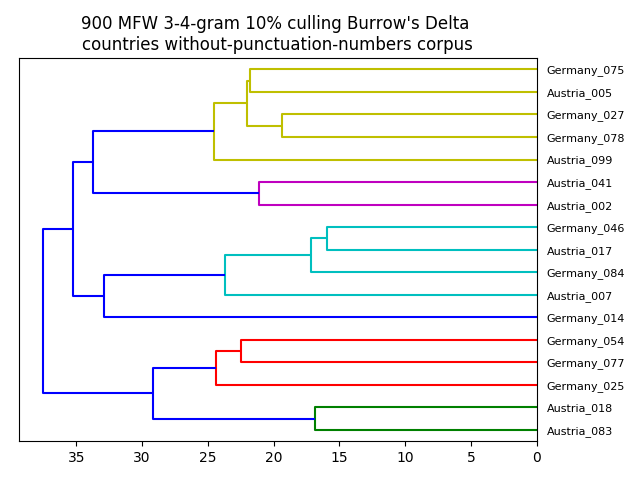 900 MFW 3-4-gram 10% culling Burrow's Delta
countries without-punctuation-numbers corpus
Germany_075
Austria_005
Germany_027
Germany_078
Austria_099
Austria_041
Austria_002
Germany_046
Austria_017
Germany_084
Austria_007
Germany_014
Germany_054
Germany_077
Germany_025
Austria_018
Austria_083
35 30 25 20 15 10 5 0